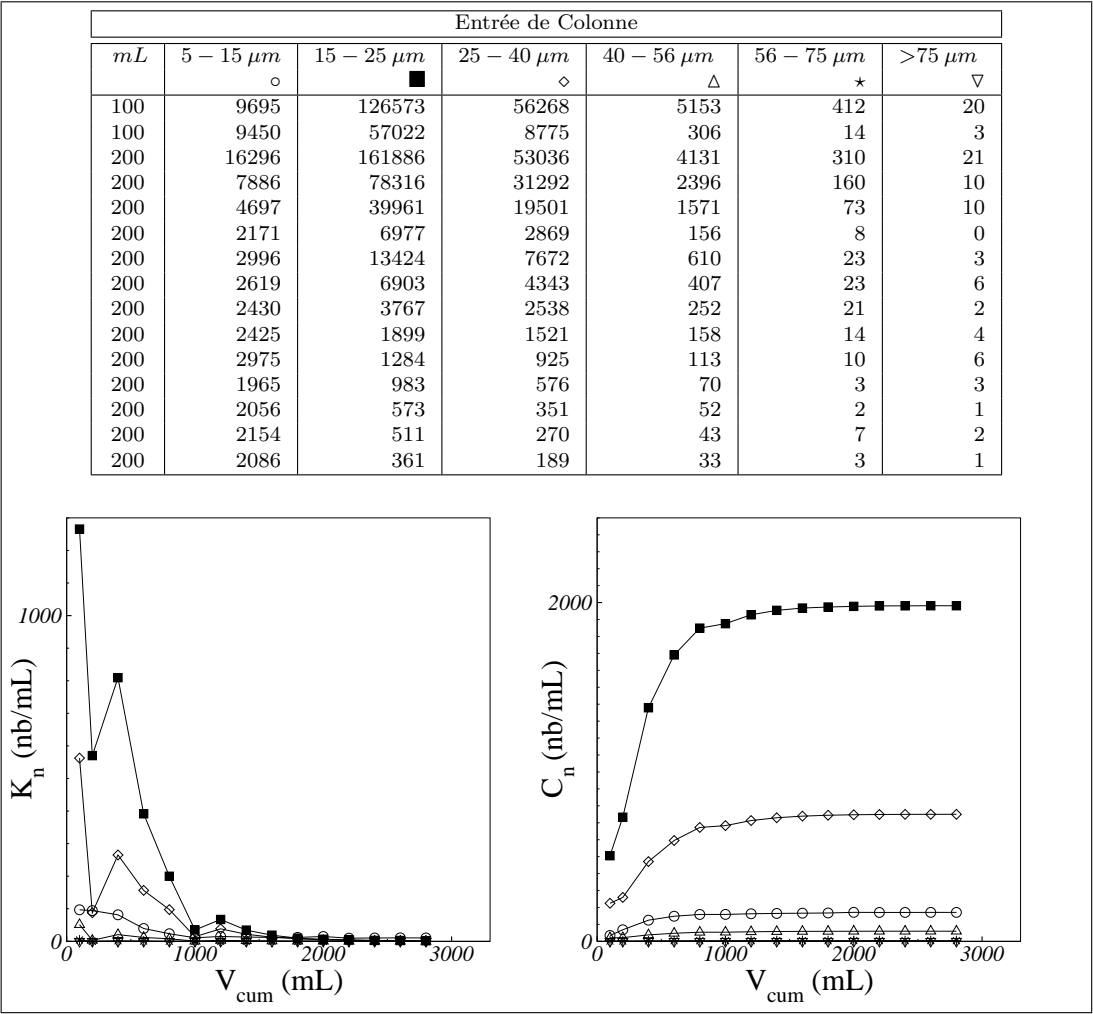 Entrée de Colonne
mL 5 – 15 μm 15 – 25 μm 25 – 40 μm 40 – 56 μm 56 – 75 μm >75 μm
○ ■ ◇ △ ⋆ ▽
100 9695 126573 56268 5153 412 20
100 9450 57022 8775 306 14 3
200 16296 161886 53036 4131 310 21
200 7886 78316 31292 2396 160 10
200 4697 39961 19501 1571 73 10
200 2171 6977 2869 156 8 0
200 2996 13424 7672 610 23 3
200 2619 6903 4343 407 23 6
200 2430 3767 2538 252 21 2
200 2425 1899 1521 158 14 4
200 2975 1284 925 113 10 6
200 1965 983 576 70 3 3
200 2056 573 351 52 2 1
200 2154 511 270 43 7 2
200 2086 361 189 33 3 1
1000
0
K_n (nb/mL)
0 1000 2000 3000
V_cum (mL)
2000
0
C_n (nb/mL)
0 1000 2000 3000
V_cum (mL)